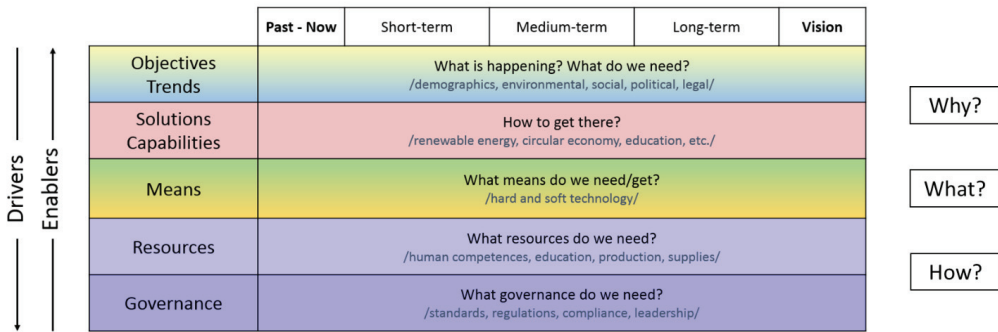 Past - Now
Short-term
Medium-term
Long-term
Vision
Drivers
Enablers
Objectives
Trends
What is happening? What do we need?
/demographics, environmental, social, political, legal/
Solutions
Capabilities
How to get there?
/renewable energy, circular economy, education, etc./
Means
What means do we need/get?
/hard and soft technology/
Resources
What resources do we need?
/human competences, education, production, supplies/
Governance
What governance do we need?
/standards, regulations, compliance, leadership/
Why?
What?
How?